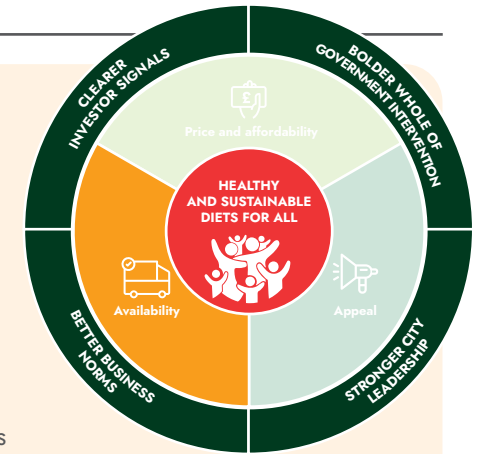 CLEARER
INVESTOR SIGNALS
BOLDER WHOLE OF
GOVERNMENT INTERVENTION
£
Price and affordability
HEALTHY
AND SUSTAINABLE
DIETS FOR ALL
Availability
Appeal
BETTER BUSINESS
NORMS
STRONGER CITY
LEADERSHIP
s